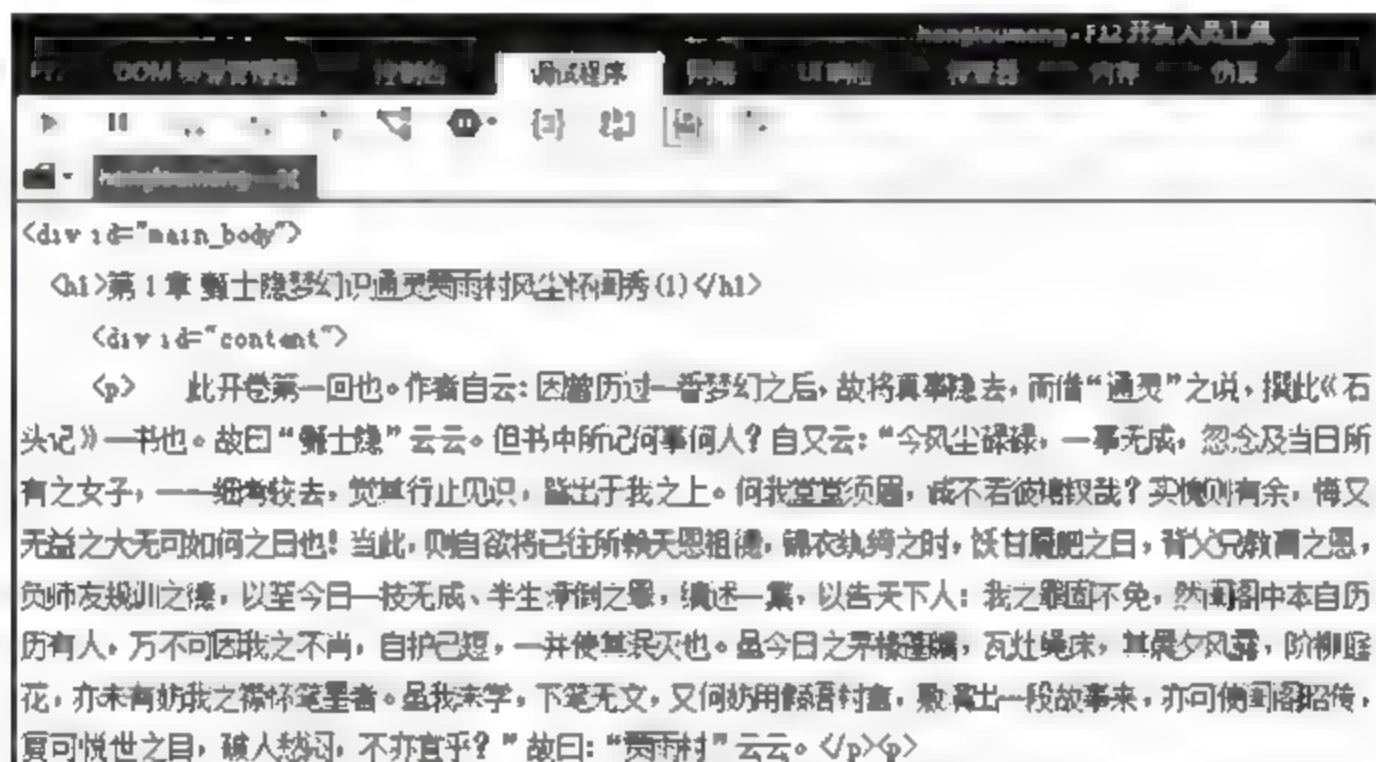 hongloumeng - F12 开发人员工具
DOM 资源管理器 控制台 调试程序 网络 UI 响应 探查器 内存 仿真
hongloumeng
<div id="main_body">
<h1>第 1 章 甄士隐梦幻识通灵贾雨村风尘怀闺秀(1)</h1>
<div id="content">
<p> 此开卷第一回也。作者自云：因曾历过一番梦幻之后，故将真事隐去，而借“通灵”之说，撰此《石
头记》一书也。故曰“甄士隐”云云。但书中所记何事何人？自又云：“今风尘碌碌，一事无成，忽念及当日所
有之女子，一一细考较去，觉其行止见识，皆出于我之上。何我堂堂须眉，诚不若彼裙钗哉？实愧则有余，悔又
无益之大无可如何之日也！当此，则自欲将已往所赖天恩祖德，锦衣纨绔之时，饫甘餍肥之日，背父兄教育之恩，
负师友规训之德，以至今日一技无成、半生潦倒之罪，编述一集，以告天下人：我之罪固不免，然闺阁中本自历
历有人，万不可因我之不肖，自护己短，一并使其泯灭也。虽今日之茅椽蓬牖，瓦灶绳床，其晨夕风露，阶柳庭
花，亦未有妨我之襟怀笔墨者。虽我未学，下笔无文，又何妨用假语村言，敷演出一段故事来，亦可使闺阁昭传，
复可悦世之目，破人愁闷，不亦宜乎？”故曰：“贾雨村”云云。</p><p>